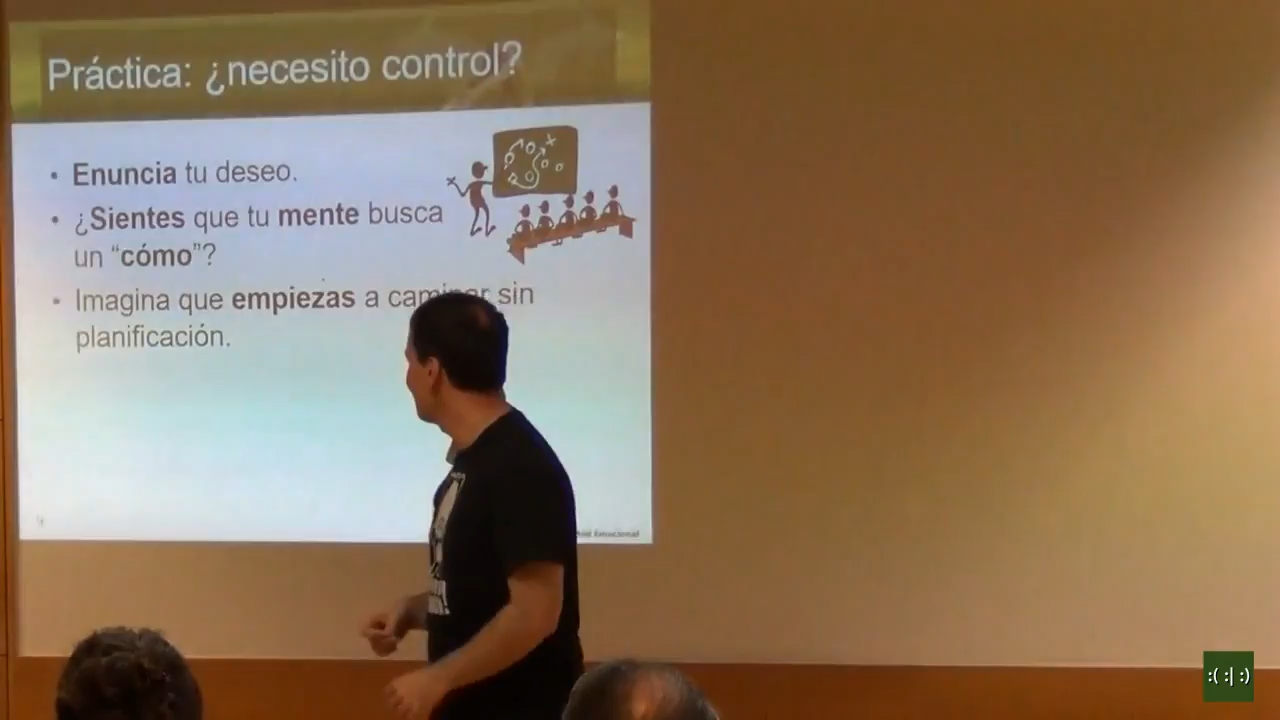 Práctica: ¿necesito control?
• Enuncia tu deseo.
• ¿Sientes que tu mente busca
un “cómo”?
• Imagina que empiezas a caminar sin
planificación.
:( :| :)